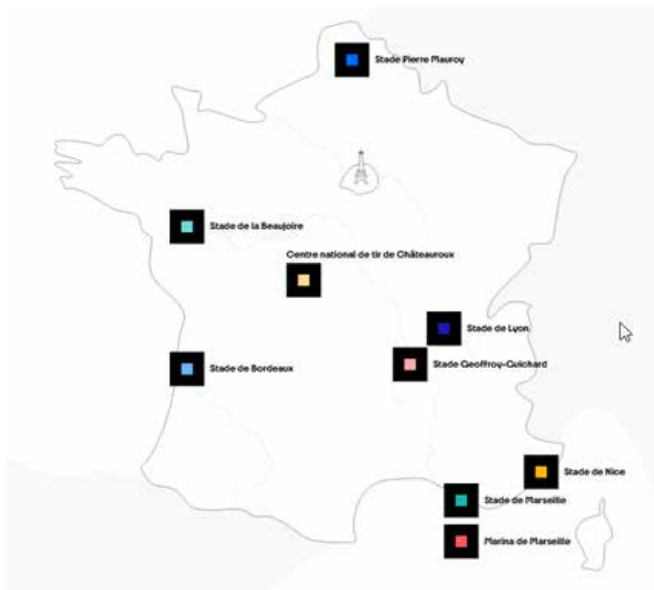 Stade Pierre Mauroy
Stade de la Beaujoire
Centre national de tir de Châteauroux
Stade de Lyon
Stade Geoffroy-Guichard
Stade de Bordeaux
Stade de Nice
Stade de Marseille
Marina de Marseille